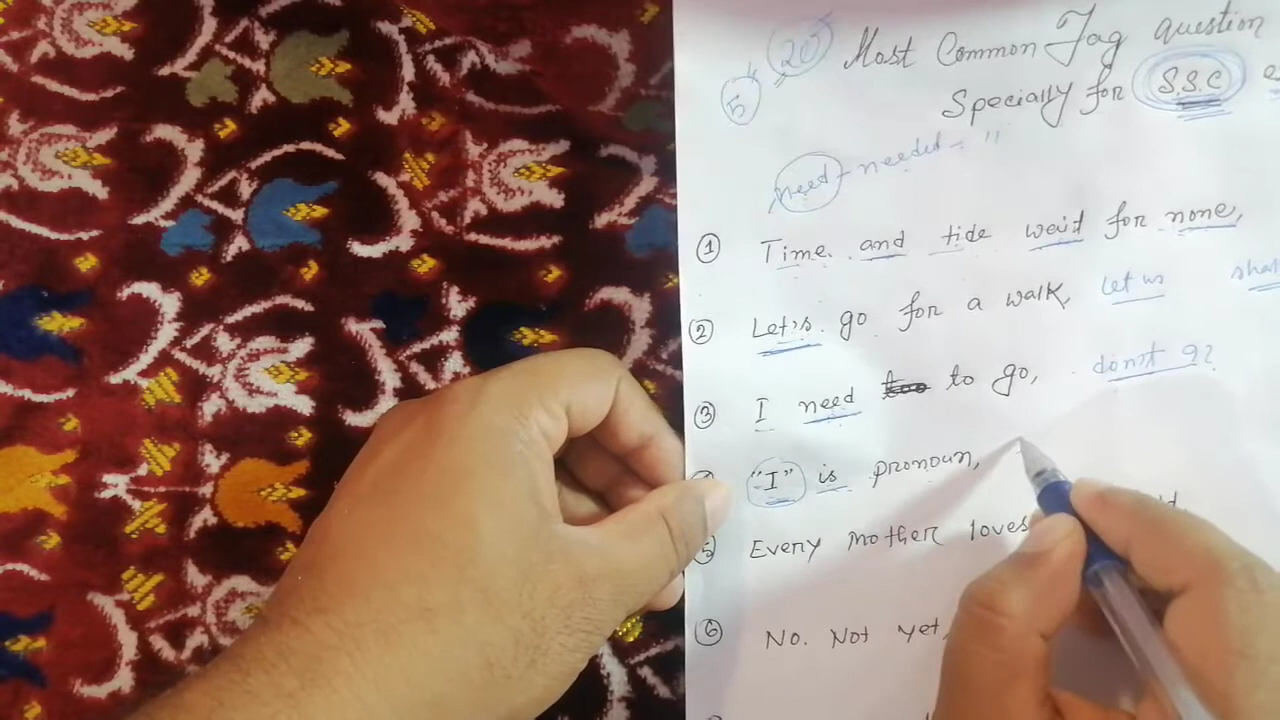 20 Most Common Tag question
5 Specially for S.S.C
need - needed - "
① Time and tide wait for none,
② Let's go for a walk, Let us
③ I need to go, don't I?
"I" is pronoun,
5 Every mother loves
⑥ No. Not yet,